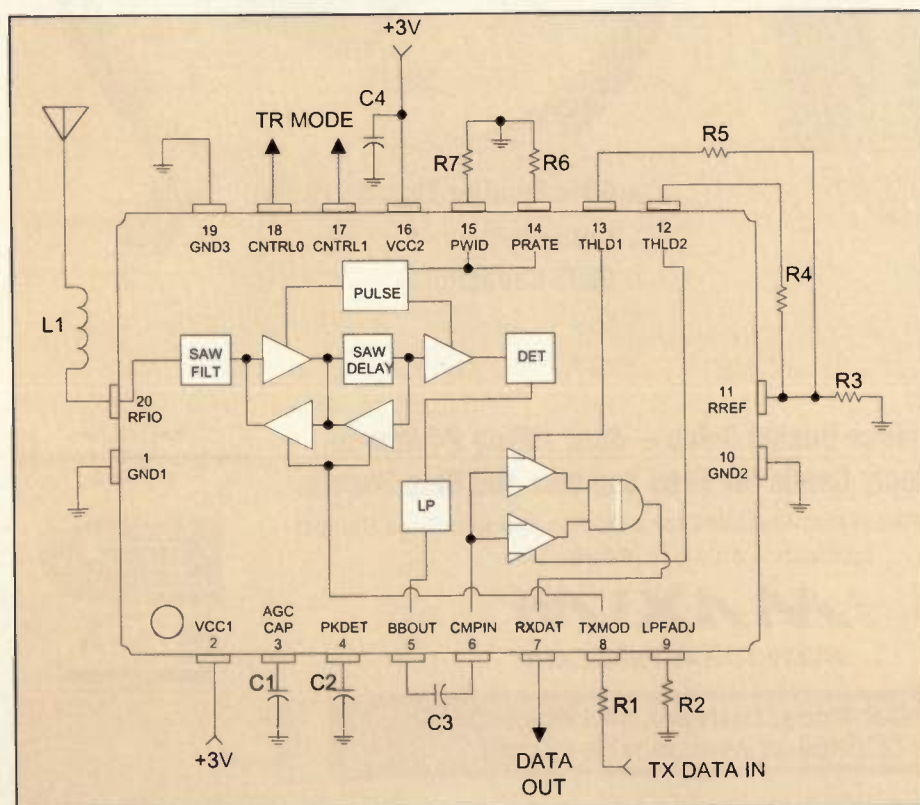 +3V
C4
TR MODE
R5
R7
R6
19
GND3
18
CNTRL0
17
CNTRL1
16
VCC2
15
PWID
14
PRATE
13
THLD1
12
THLD2
R4
PULSE
L1
SAW
FILT
SAW
DELAY
DET
20
RFIO
11
RREF
R3
1
GND1
10
GND2
LP
VCC1
2
AGC
CAP
3
PKDET
4
BBOUT
5
CMPIN
6
RXDAT
7
TXMOD
8
LPFADJ
9
C1
C2
C3
R1
R2
+3V
DATA
OUT
TX DATA IN